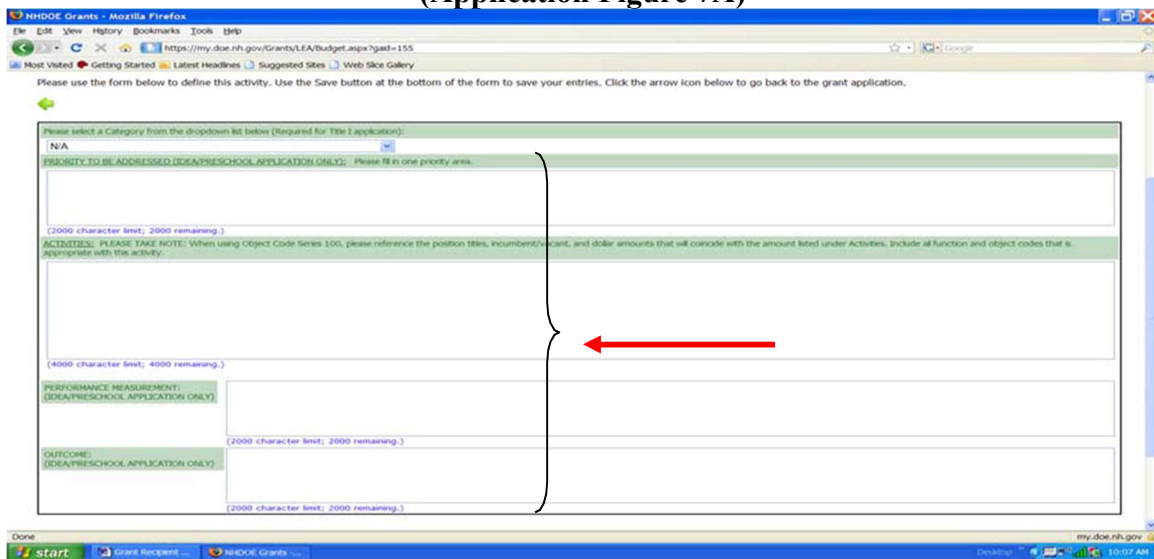 (Application Figure 7A)
NHDOE Grants - Mozilla Firefox
File Edit View History Bookmarks Tools Help
https://my.doe.nh.gov/Grants/LEA/Budget.aspx?gaid=155
Google
Most Visited Getting Started Latest Headlines Suggested Sites Web Slice Gallery
Please use the form below to define this activity. Use the Save button at the bottom of the form to save your entries. Click the arrow icon below to go back to the grant application.
Please select a Category from the dropdown list below (Required for Title I application):
N/A
PRIORITY TO BE ADDRESSED (IDEA/PRESCHOOL APPLICATION ONLY): Please fill in one priority area.
(2000 character limit; 2000 remaining.)
ACTIVITIES: PLEASE TAKE NOTE: When using Object Code Series 100, please reference the position titles, incumbent/vacant, and dollar amounts that will coincide with the amount listed under Activities. Include all function and object codes that is
appropriate with this activity.
(4000 character limit; 4000 remaining.)
PERFORMANCE MEASUREMENT:
(IDEA/PRESCHOOL APPLICATION ONLY)
(2000 character limit; 2000 remaining.)
OUTCOME:
(IDEA/PRESCHOOL APPLICATION ONLY)
(2000 character limit; 2000 remaining.)
Done my.doe.nh.gov
start Grant Recipient ... NHDOE Grants -... Desktop 10:07 AM